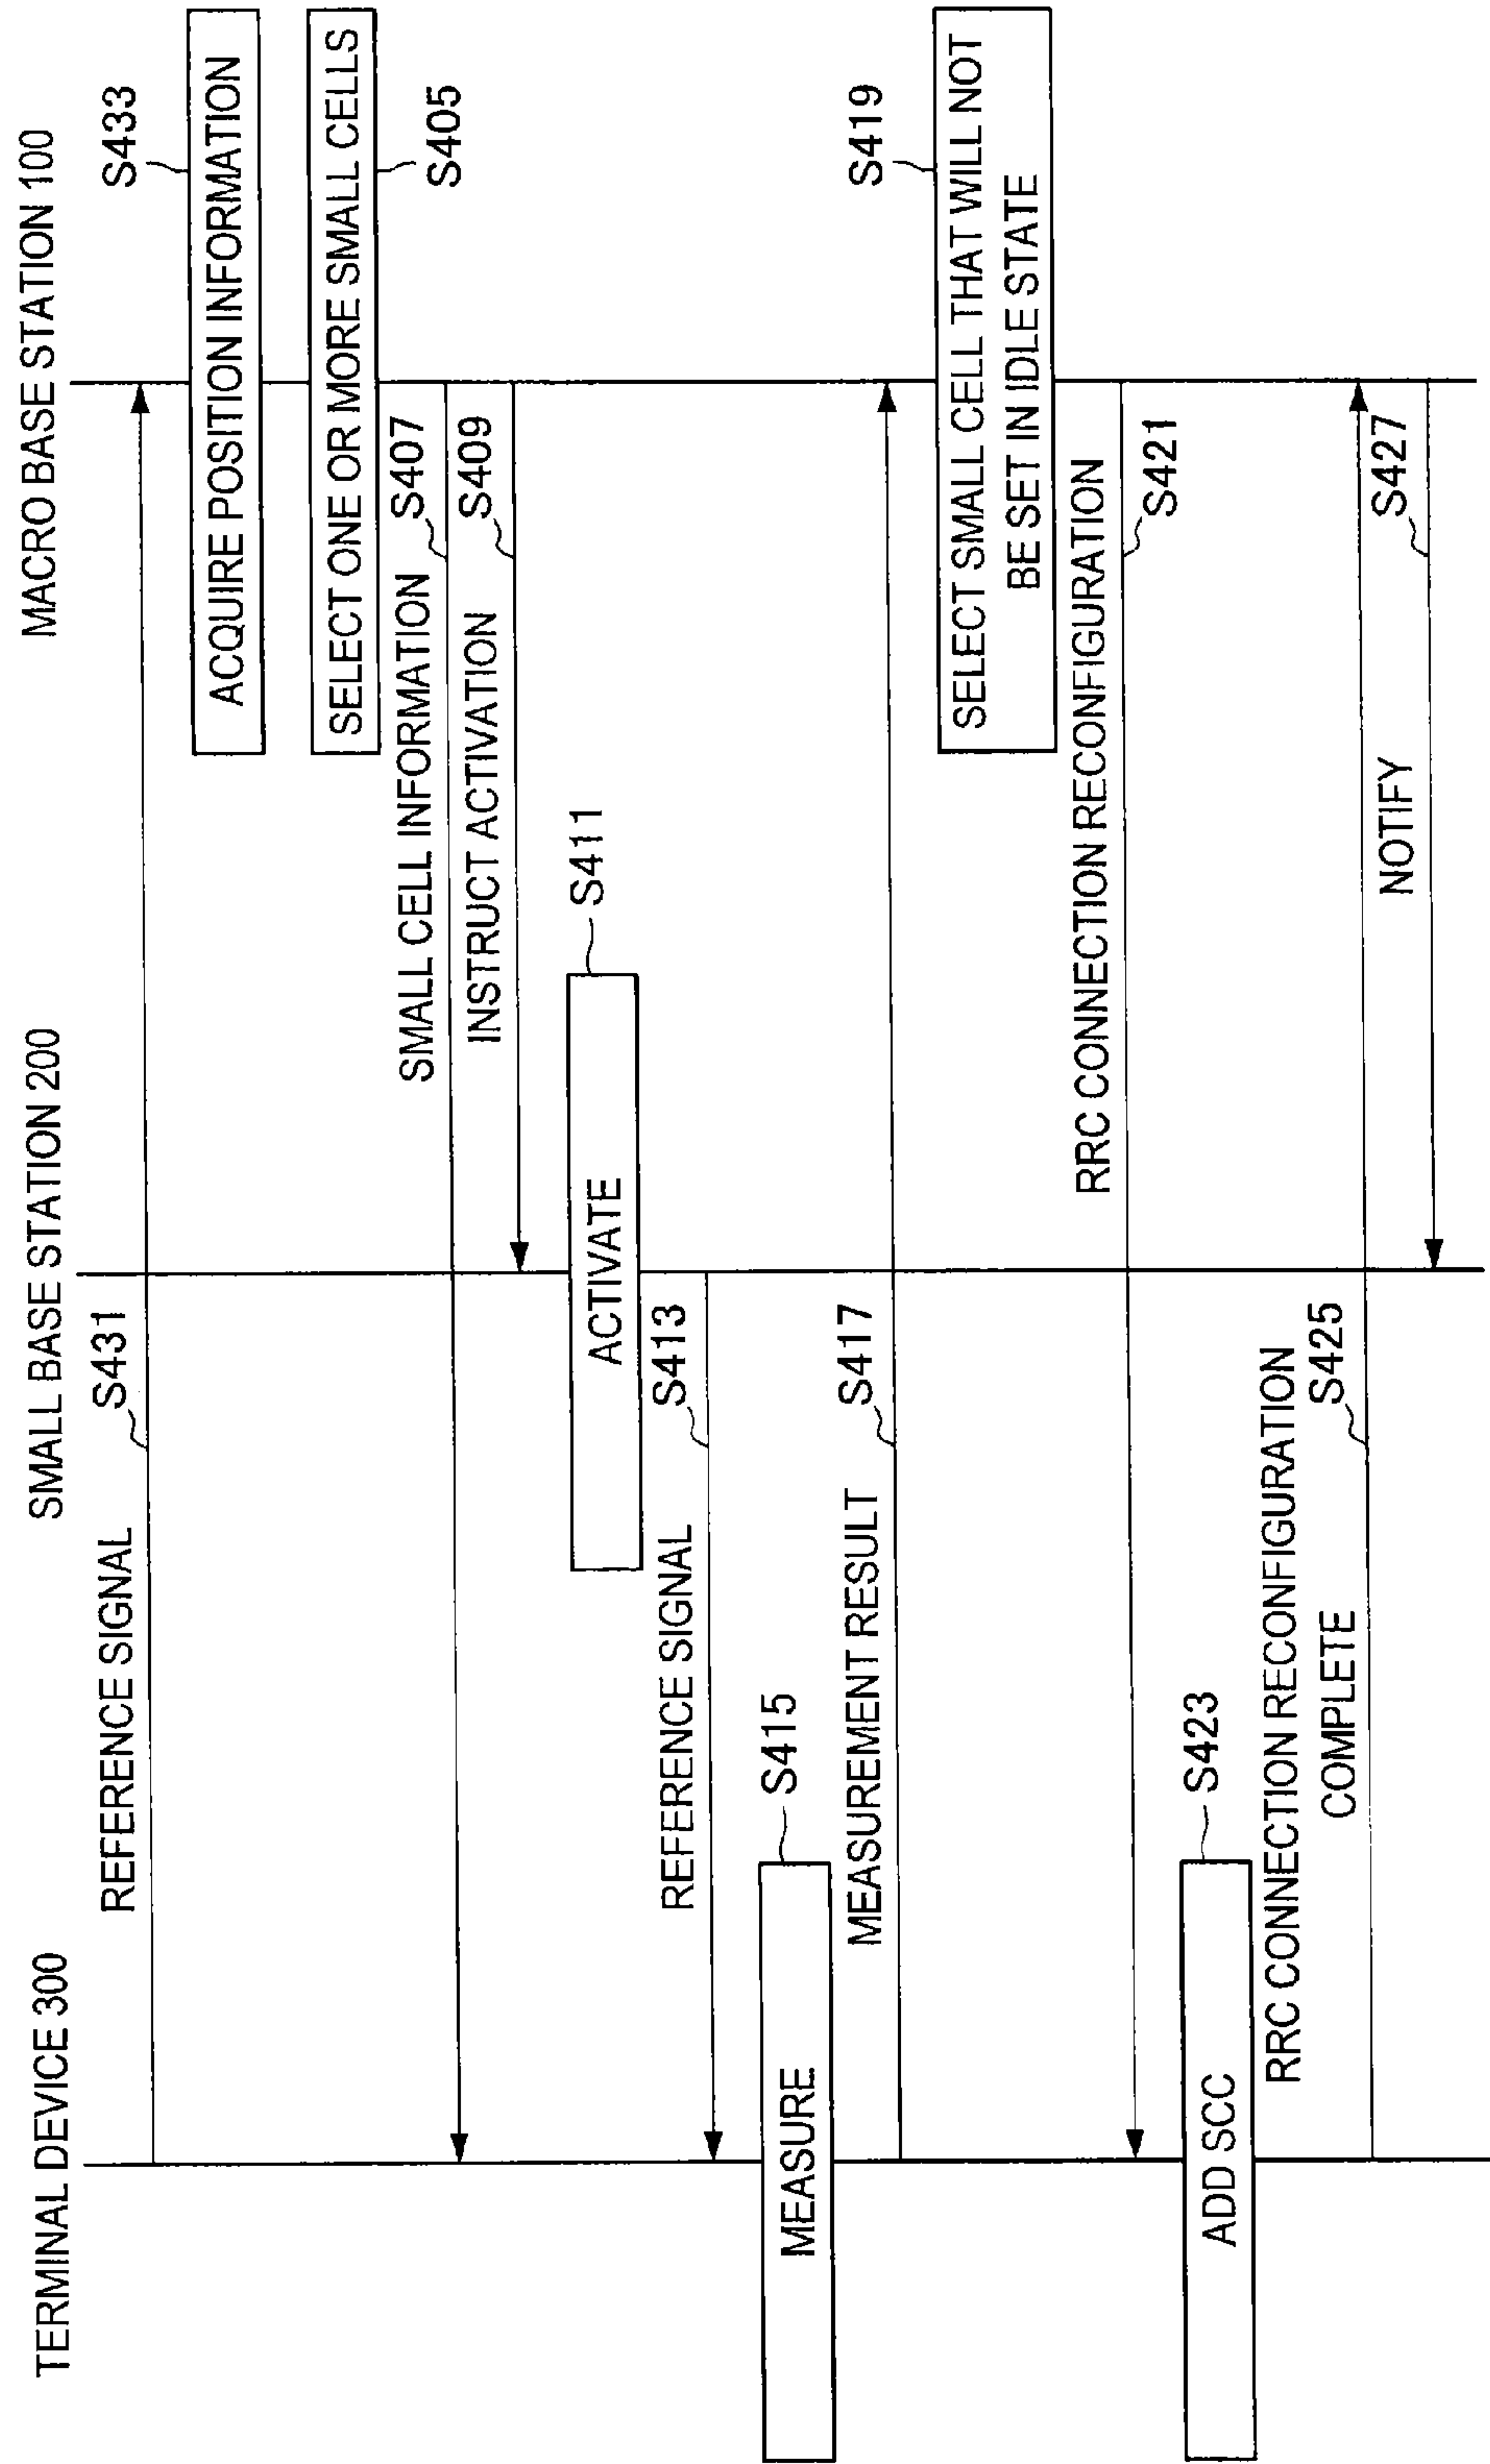 TERMINAL DEVICE 300
SMALL BASE STATION 200
MACRO BASE STATION 100
REFERENCE SIGNAL
S431
S433
ACQUIRE POSITION INFORMATION
SELECT ONE OR MORE SMALL CELLS
S405
SMALL CELL INFORMATION
S407
INSTRUCT ACTIVATION
S409
ACTIVATE
S411
REFERENCE SIGNAL
S413
MEASURE
S415
MEASUREMENT RESULT
S417
S419
SELECT SMALL CELL THAT WILL NOT
BE SET IN IDLE STATE
RRC CONNECTION RECONFIGURATION
S421
ADD SCC
S423
RRC CONNECTION RECONFIGURATION
COMPLETE
S425
NOTIFY
S427